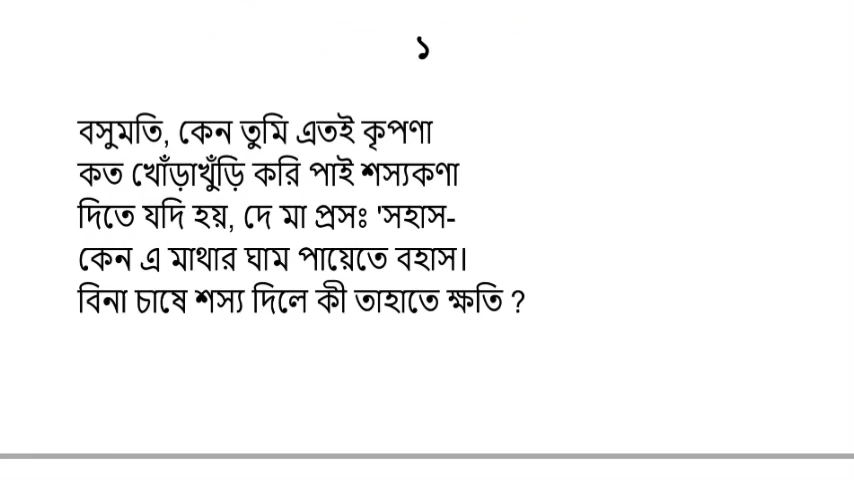 ১
বসুমতি, কেন তুমি এতই কৃপণা
কত খোঁড়াখুঁড়ি করি পাই শস্যকণা
দিতে যদি হয়, দে মা প্রসঃ 'সহাস-
কেন এ মাথার ঘাম পায়েতে বহাস।
বিনা চাষে শস্য দিলে কী তাহাতে ক্ষতি ?